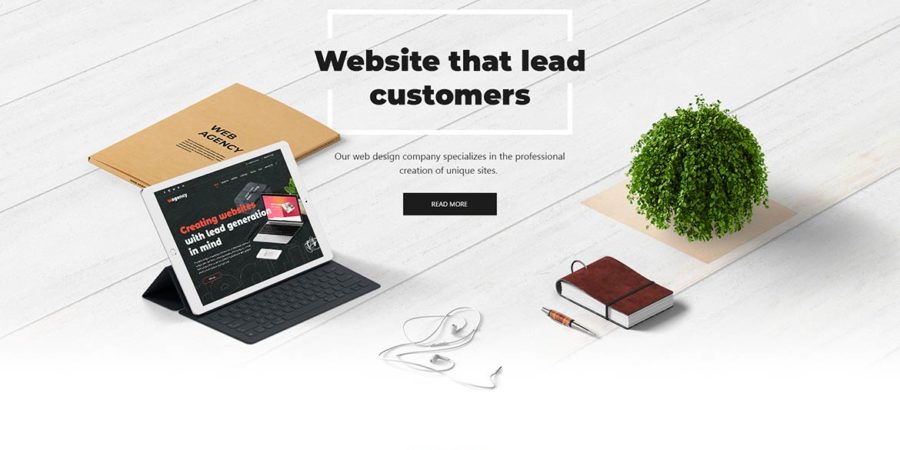 Website that lead
customers
Our web design company specializes in the professional
creation of unique sites.
READ MORE
WEB
AGENCY
agency
Creating websites
with lead generation
in mind